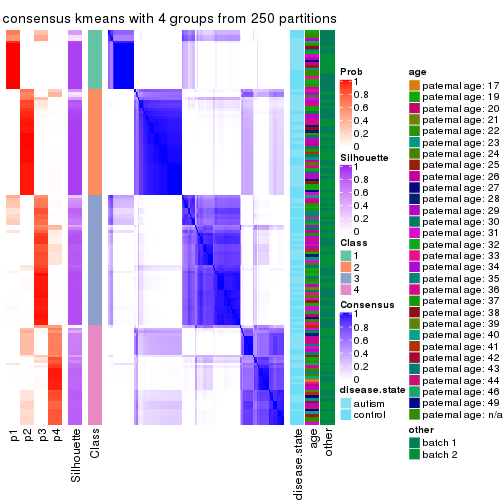 consensus kmeans with 4 groups from 250 partitions
Prob
1
0.8
0.6
0.4
0.2
0
Silhouette
1
0.8
0.6
0.4
0.2
0
Class
1
2
3
4
Consensus
1
0.8
0.6
0.4
0.2
0
disease.state
autism
control
age
paternal age: 17
paternal age: 19
paternal age: 20
paternal age: 21
paternal age: 22
paternal age: 23
paternal age: 24
paternal age: 25
paternal age: 26
paternal age: 27
paternal age: 28
paternal age: 29
paternal age: 30
paternal age: 31
paternal age: 32
paternal age: 33
paternal age: 34
paternal age: 35
paternal age: 36
paternal age: 37
paternal age: 38
paternal age: 39
paternal age: 40
paternal age: 41
paternal age: 42
paternal age: 43
paternal age: 44
paternal age: 46
paternal age: 49
paternal age: n/a
other
batch 1
batch 2
p1
p2
p3
p4
Silhouette
Class
disease.state
age
other